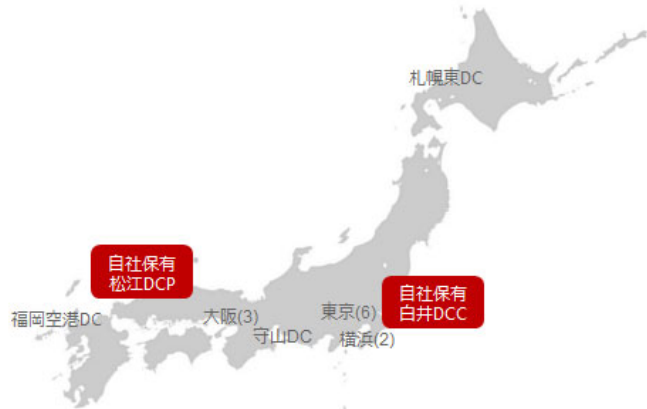 札幌東DC
自社保有
松江DCP
自社保有
白井DCC
福岡空港DC
大阪(3)
東京(6)
守山DC
横浜(2)